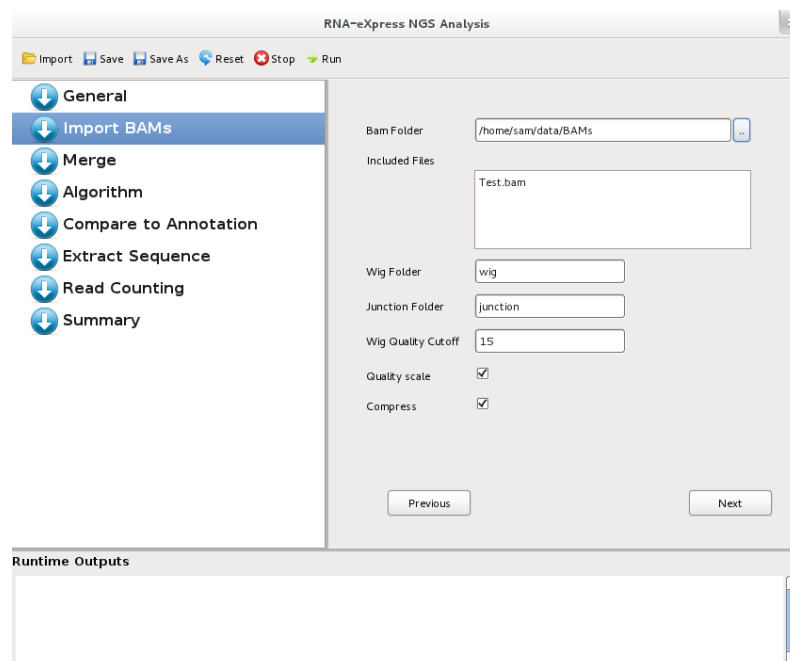 RNA-eXpress NGS Analysis
Import Save Save As Reset Stop Run
General
Import BAMs
Merge
Algorithm
Compare to Annotation
Extract Sequence
Read Counting
Summary
Bam Folder /home/sam/data/BAMs ..
Included Files
Test.bam
Wig Folder wig
Junction Folder junction
Wig Quality Cutoff 15
Quality scale
Compress
Previous Next
Runtime Outputs